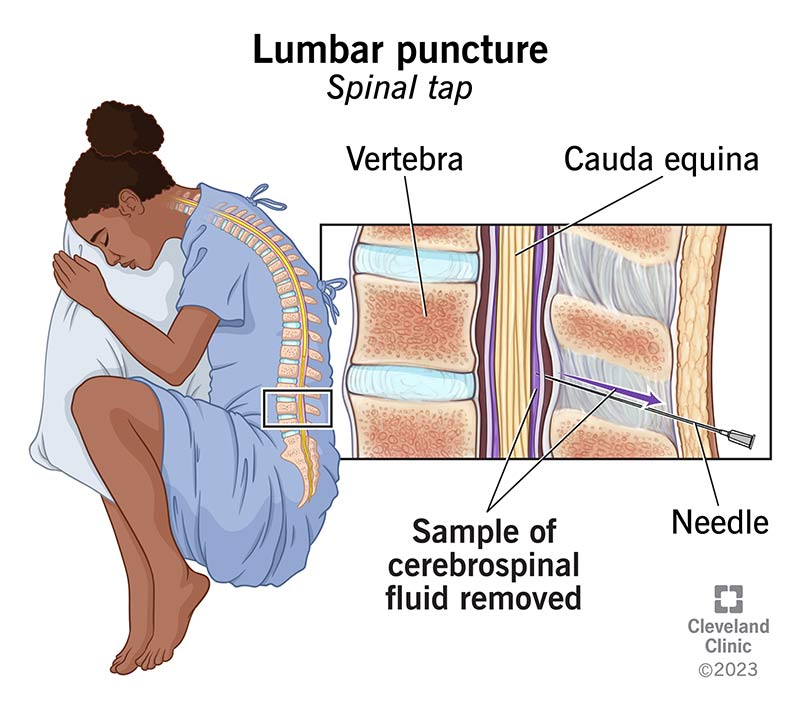 Lumbar puncture
Spinal tap
Vertebra
Cauda equina
Needle
Sample of
cerebrospinal
fluid removed
Cleveland
Clinic
©2023